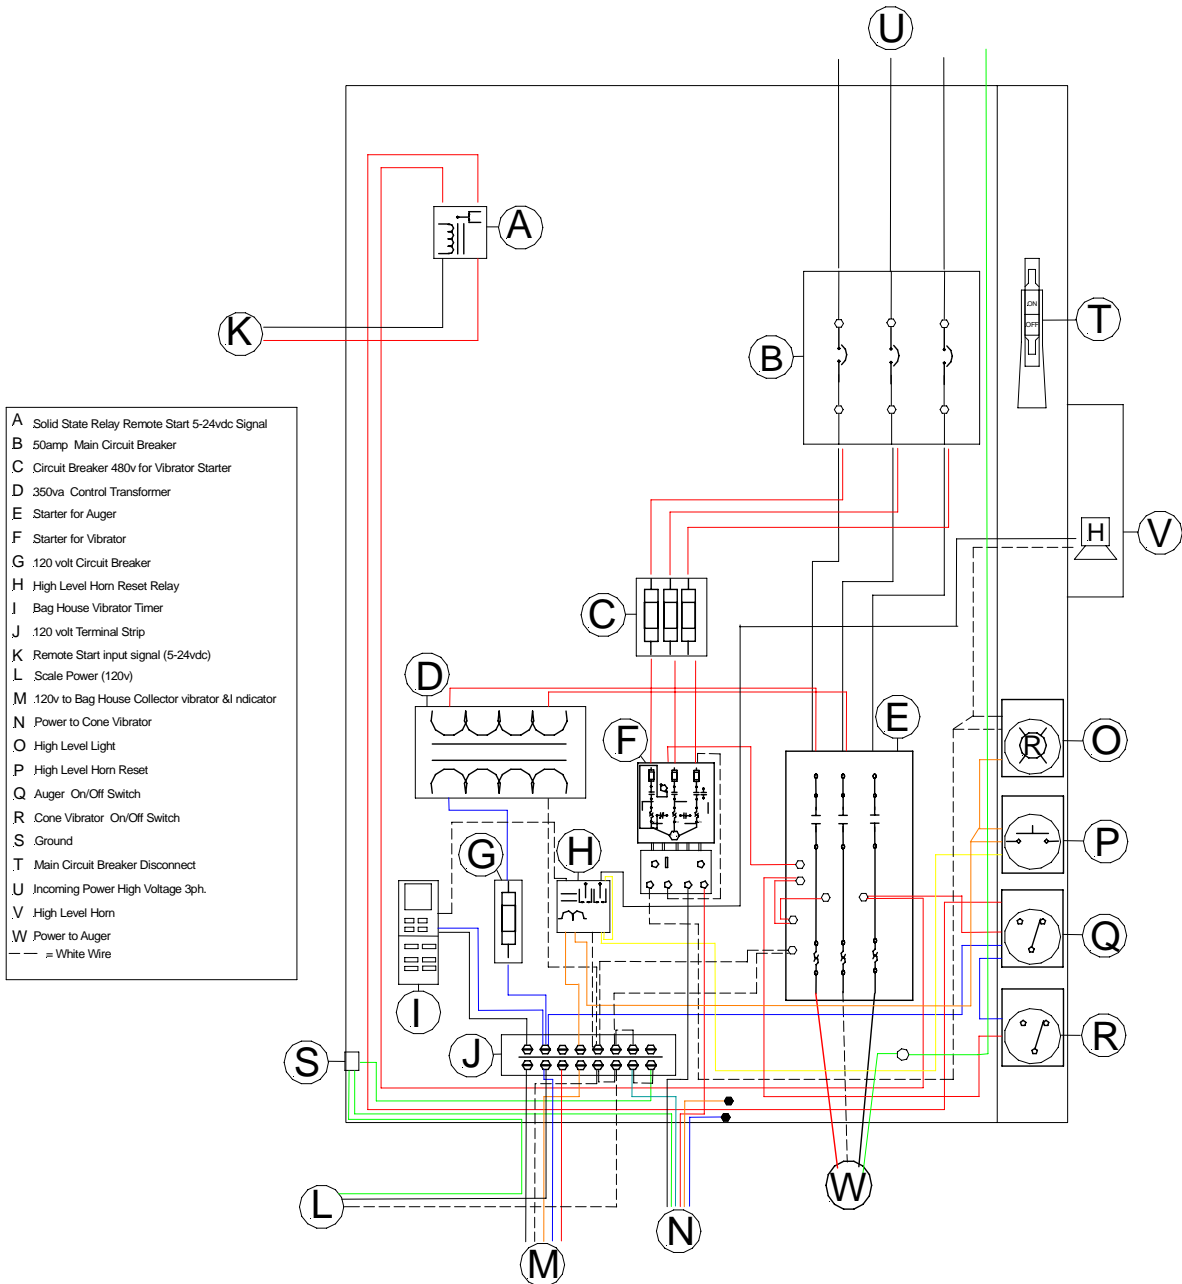 U
A
K
ON
OFF
T
B
H
V
C
D
E
F
R
O
P
G
H
Q
I
J
R
S
L
W
N
M
A Solid State Relay Remote Start 5-24vdc Signal
B 50amp Main Circuit Breaker
C Circuit Breaker 480v for Vibrator Starter
D 350va Control Transformer
E Starter for Auger
F Starter for Vibrator
G 120 volt Circuit Breaker
H High Level Horn Reset Relay
I Bag House Vibrator Timer
J 120 volt Terminal Strip
K Remote Start input signal (5-24vdc)
L Scale Power (120v)
M 120v to Bag House Collector vibrator &Indicator
N Power to Cone Vibrator
O High Level Light
P High Level Horn Reset
Q Auger On/Off Switch
R Cone Vibrator On/Off Switch
S Ground
T Main Circuit Breaker Disconnect
U Incoming Power High Voltage 3ph.
V High Level Horn
W Power to Auger
= White Wire